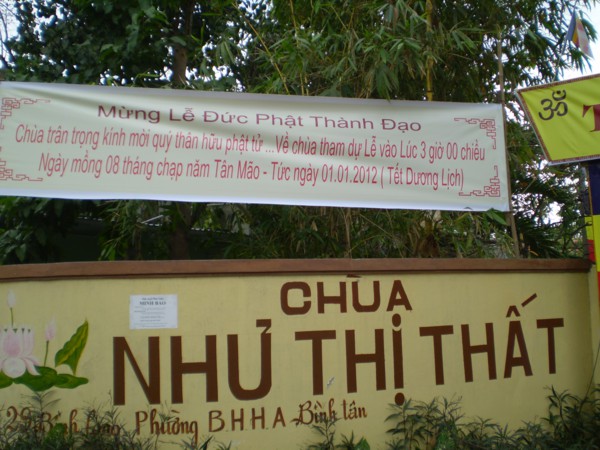 Mừng Lễ Đức Phật Thành Đạo
Chùa trân trọng kính mời quý thân hữu phật tử ... Về chùa tham dự Lễ vào Lúc 3 giờ 00 chiều
Ngày mồng 08 tháng chạp năm Tân Mão - Tức ngày 01.01.2012 ( Tết Dương Lịch)
ॐ
CHÙA
NHƯ THỊ THẤT
Phường B.H.H.A - Bình tân